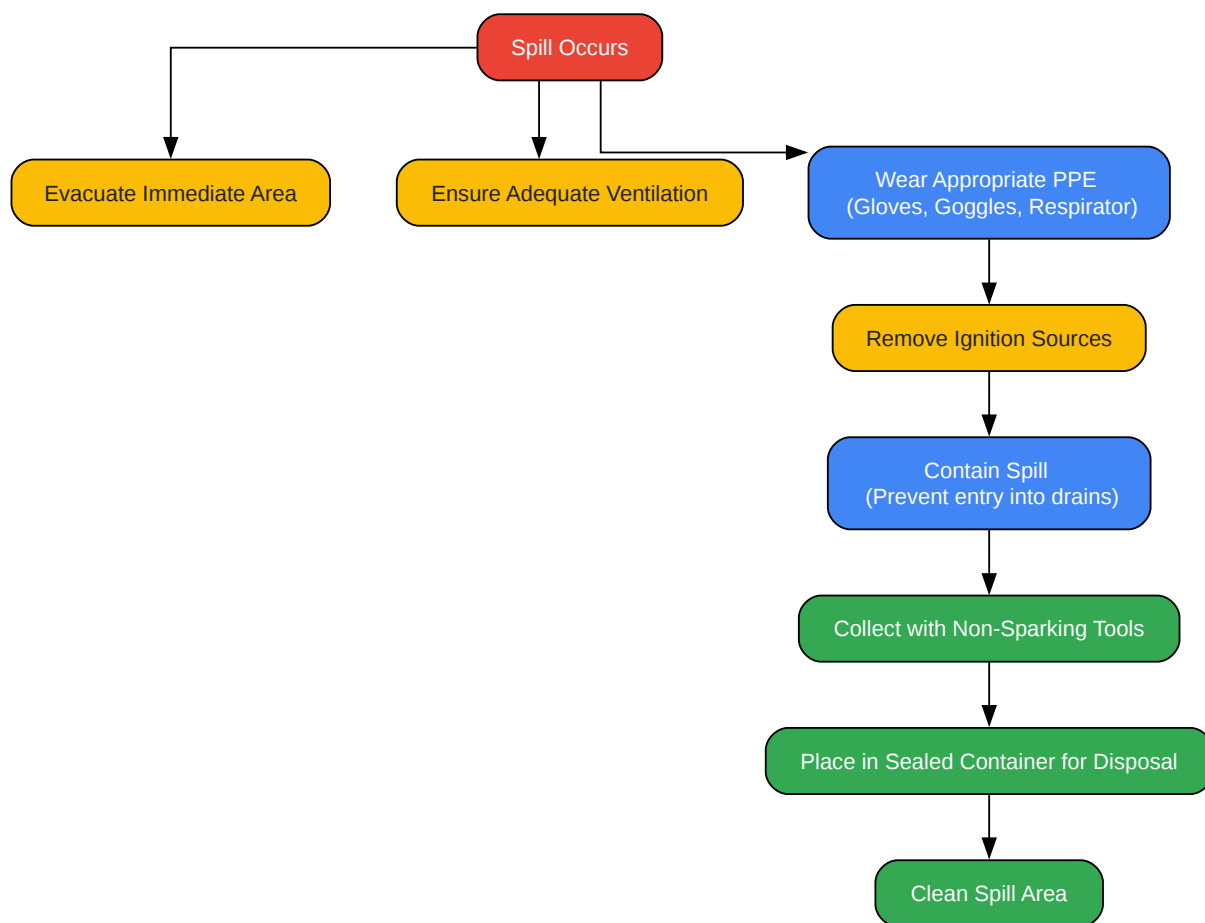 Spill Occurs
Evacuate Immediate Area
Ensure Adequate Ventilation
Wear Appropriate PPE
(Gloves, Goggles, Respirator)
Remove Ignition Sources
Contain Spill
(Prevent entry into drains)
Collect with Non-Sparking Tools
Place in Sealed Container for Disposal
Clean Spill Area